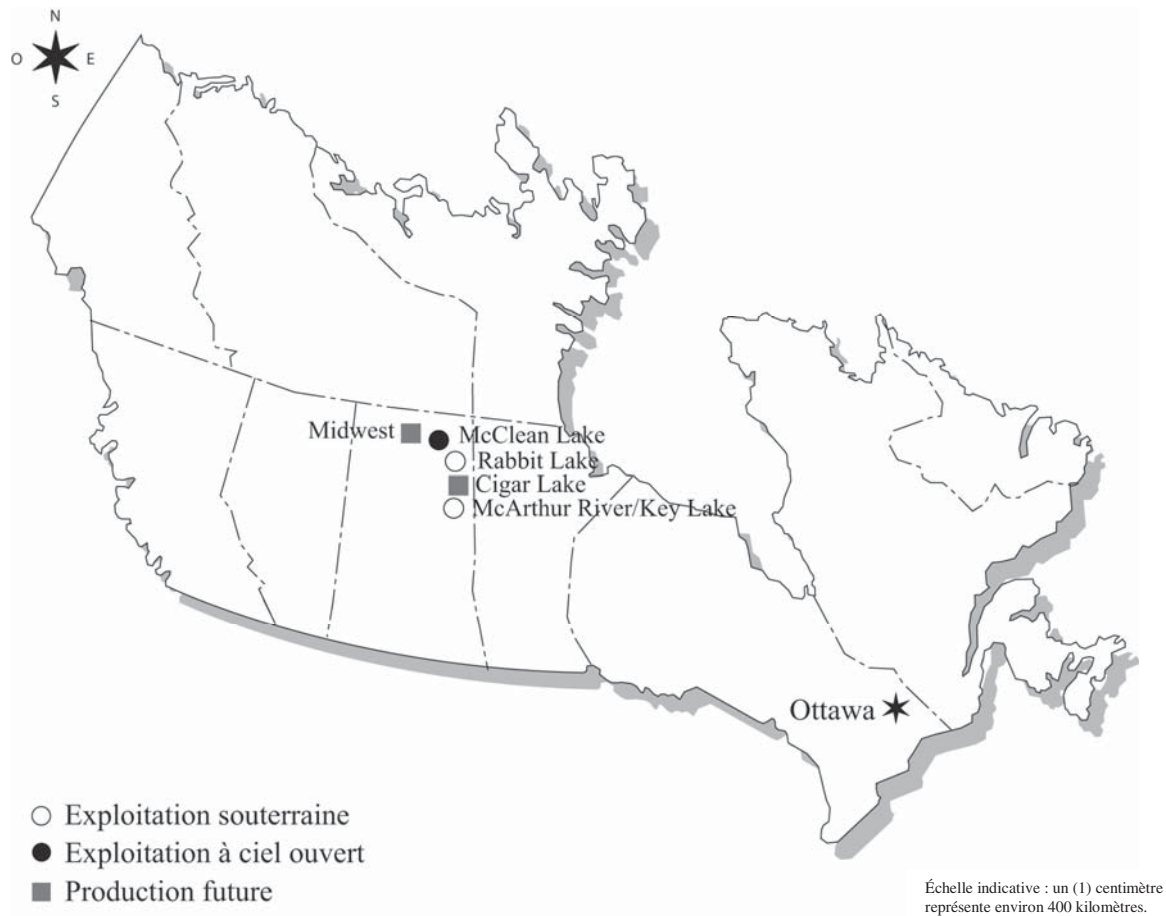 N
O E
S
Midwest
McClean Lake
Rabbit Lake
Cigar Lake
McArthur River/Key Lake
Ottawa
Exploitation souterraine
Exploitation à ciel ouvert
Production future
Échelle indicative : un (1) centimètre
représente environ 400 kilomètres.